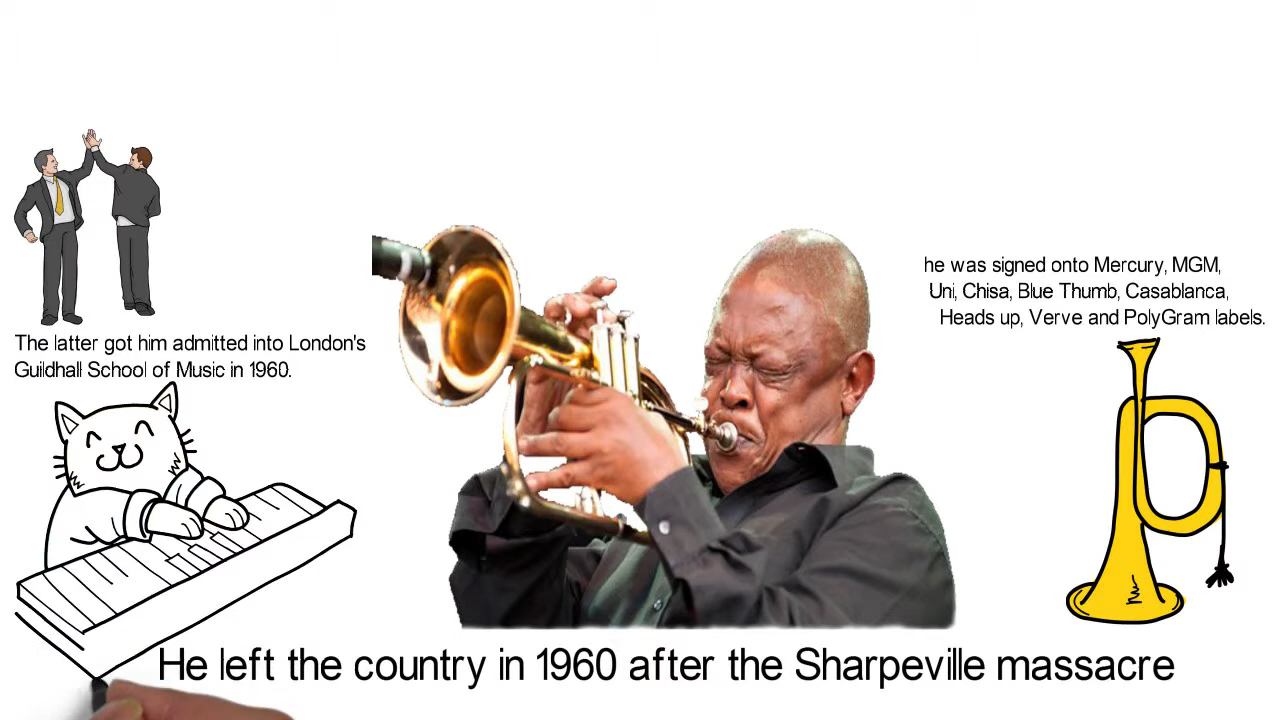 The latter got him admitted into London's
Guildhall School of Music in 1960.
he was signed onto Mercury, MGM,
Uni, Chisa, Blue Thumb, Casablanca,
Heads up, Verve and PolyGram labels.
He left the country in 1960 after the Sharpeville massacre